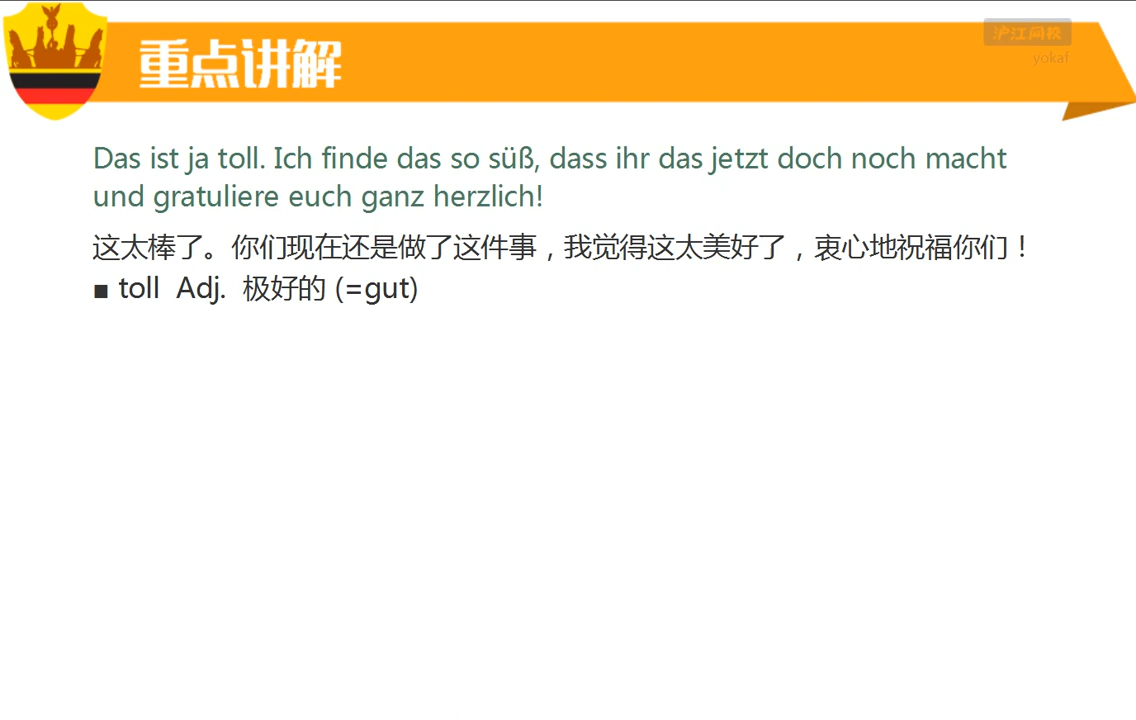 重点讲解
沪江网校
yokaf
Das ist ja toll. Ich finde das so süß, dass ihr das jetzt doch noch macht
und gratuliere euch ganz herzlich!
这太棒了。你们现在还是做了这件事，我觉得这太美好了，衷心地祝福你们！
■ toll Adj. 极好的 (=gut)